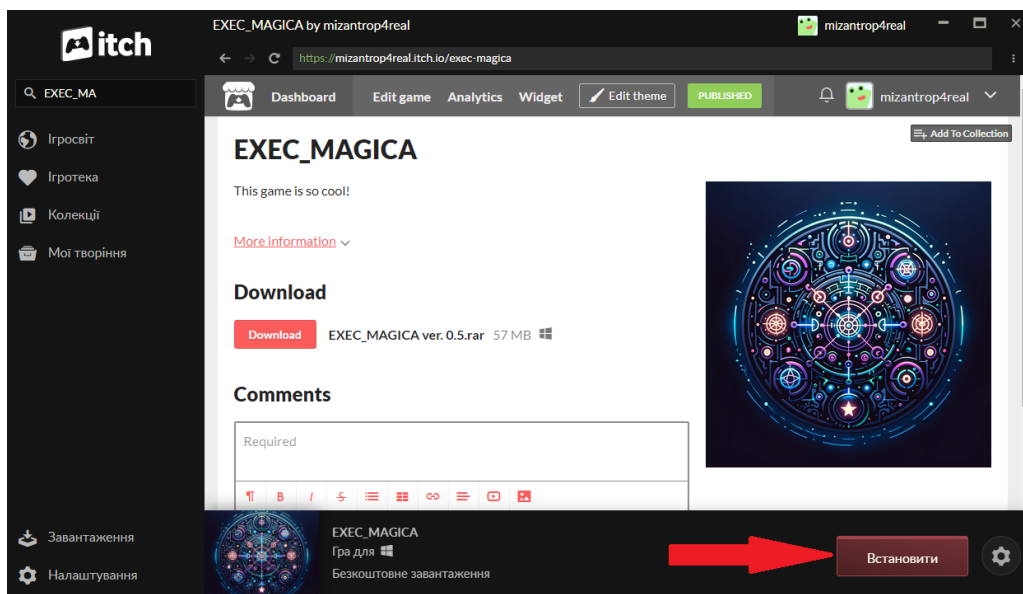 itch
EXEC_MAGICA by mizantrop4real
mizantrop4real
https://mizantrop4real.itch.io/exec-magica
EXEC_MA
Ігросвіт
Ігротека
Колекції
Мої творіння
Завантаження
Налаштування
Dashboard Edit game Analytics Widget Edit theme PUBLISHED mizantrop4real
Add To Collection
EXEC_MAGICA
This game is so cool!
More information
Download
Download EXEC_MAGICA ver. 0.5.rar 57 MB
Comments
Required
¶ B I S
EXEC_MAGICA
Гра для
Безкоштовне завантаження
Встановити